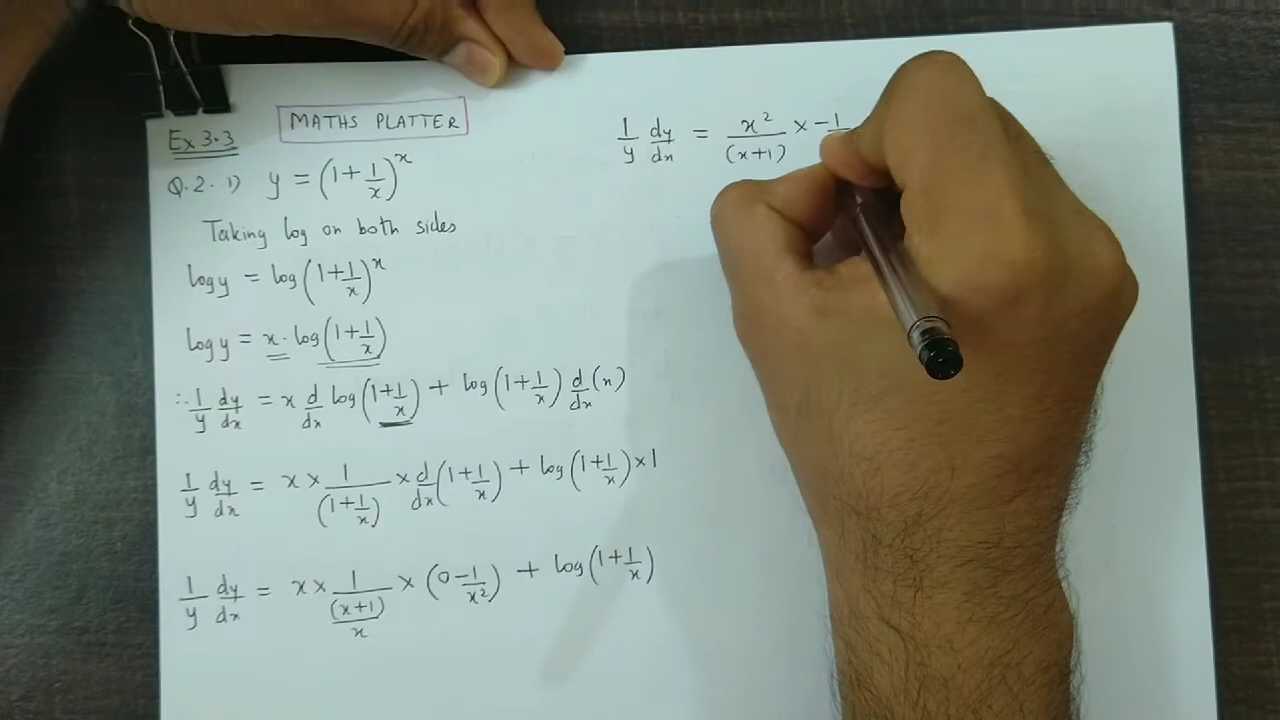 Ex 3.3
MATHS PLATTER
Q.2. 1) y = (1+1/x)^x
Taking log on both sides
log y = log(1+1/x)^x
log y = x · log(1+1/x)
∴ 1/y dy/dx = x d/dx log(1+1/x) + log(1+1/x) d/dx (x)
1/y dy/dx = x × 1/(1+1/x) × d/dx (1+1/x) + log(1+1/x) × 1
1/y dy/dx = x × 1/((x+1)/x) × (0-1/x²) + log(1+1/x)
1/y dy/dx = x²/(x+1) × -1